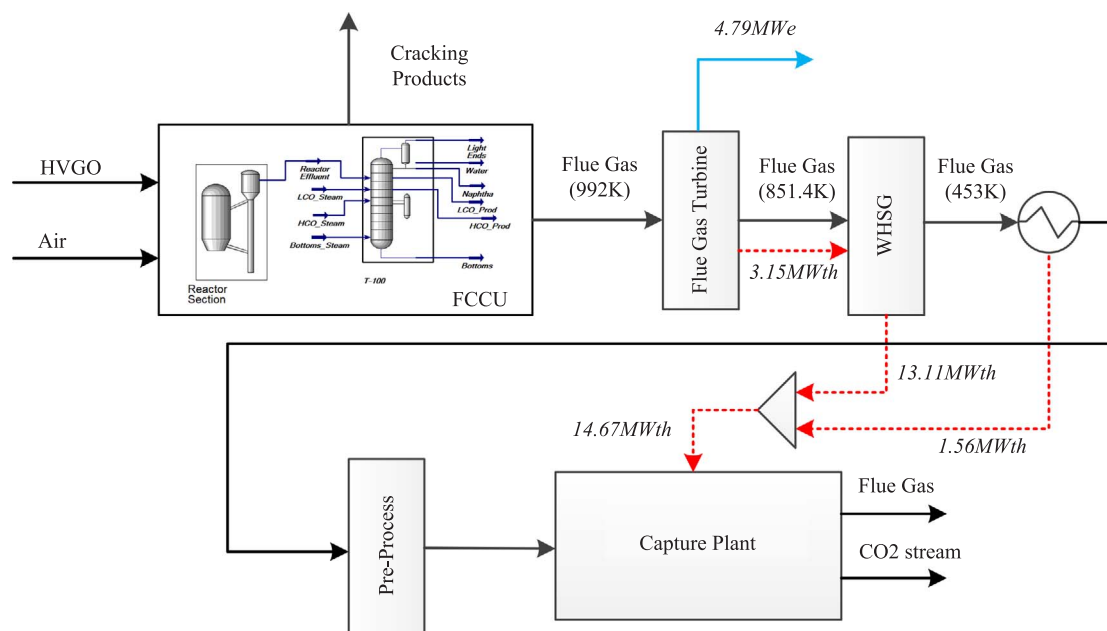 4.79MWe
Cracking
Products
HVGO
Air
Reactor
Section
Reactor
Effluent
LCO_Steam
HCO_Steam
Bottoms_Steam
T-100
Light
Ends
Water
Naphtha
LCO_Prod
HCO_Prod
Bottoms
FCCU
Flue Gas
(992K)
Flue Gas Turbine
Flue Gas
(851.4K)
3.15MWth
WHSG
Flue Gas
(453K)
13.11MWth
14.67MWth
1.56MWth
Pre-Process
Capture Plant
Flue Gas
CO2 stream